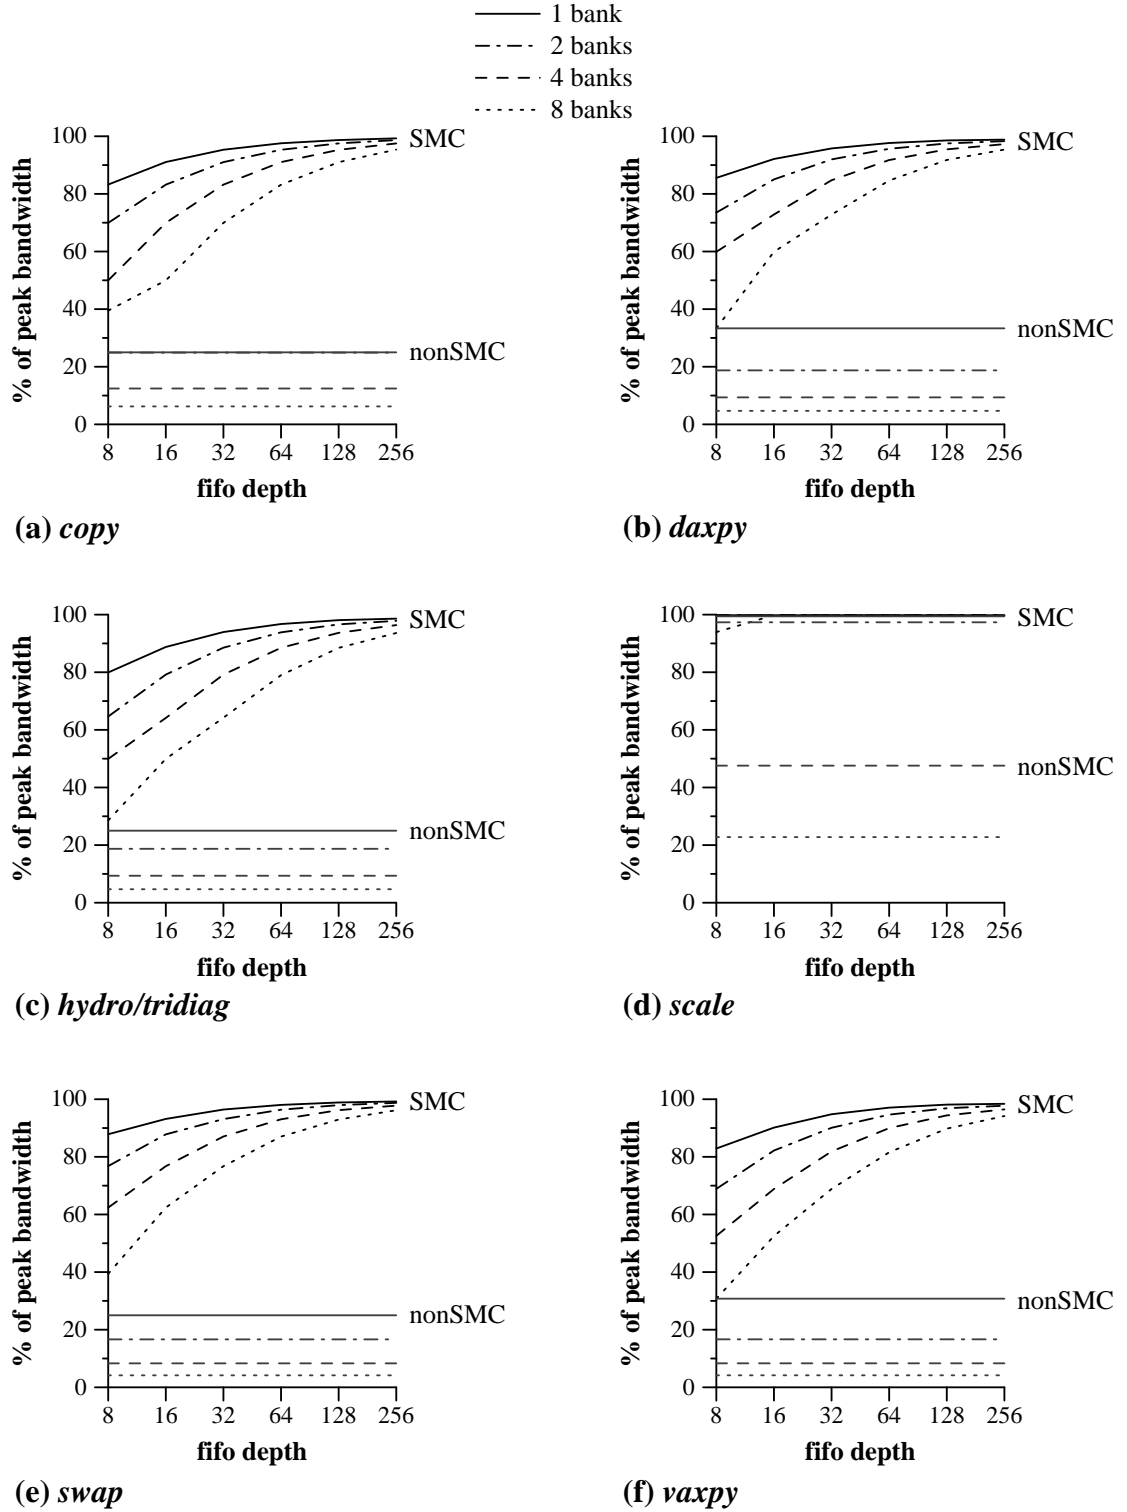 1 bank
2 banks
4 banks
8 banks
100
80
60
40
20
0
% of peak bandwidth
SMC
nonSMC
8 16 32 64 128 256
fifo depth
(a) copy
100
80
60
40
20
0
% of peak bandwidth
SMC
nonSMC
8 16 32 64 128 256
fifo depth
(b) daxpy
100
80
60
40
20
0
% of peak bandwidth
SMC
nonSMC
8 16 32 64 128 256
fifo depth
(c) hydro/tridiag
100
80
60
40
20
0
% of peak bandwidth
SMC
nonSMC
8 16 32 64 128 256
fifo depth
(d) scale
100
80
60
40
20
0
% of peak bandwidth
SMC
nonSMC
8 16 32 64 128 256
fifo depth
(e) swap
100
80
60
40
20
0
% of peak bandwidth
SMC
nonSMC
8 16 32 64 128 256
fifo depth
(f) vaxpy